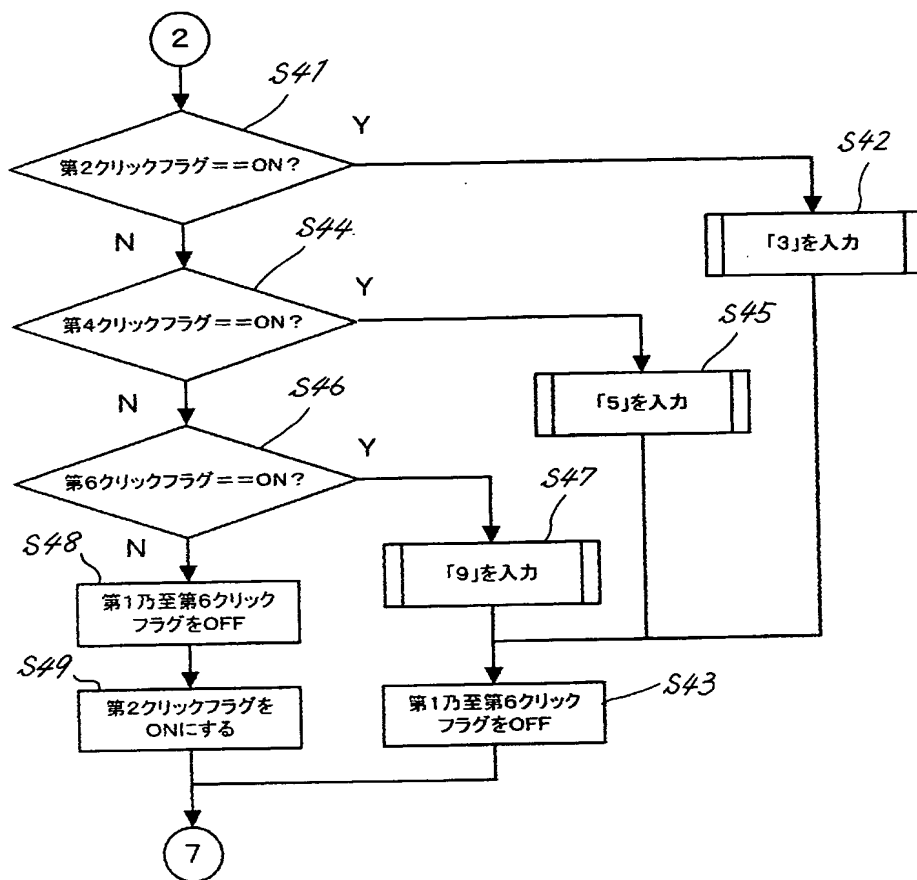 2
S41
第2クリックフラグ==ON?
Y
S42
「3」を入力
N
S44
第4クリックフラグ==ON?
Y
S45
「5」を入力
N
S46
第6クリックフラグ==ON?
Y
S47
「9」を入力
N
S48
第1乃至第6クリック
フラグをOFF
S43
第1乃至第6クリック
フラグをOFF
S49
第2クリックフラグを
ONにする
7